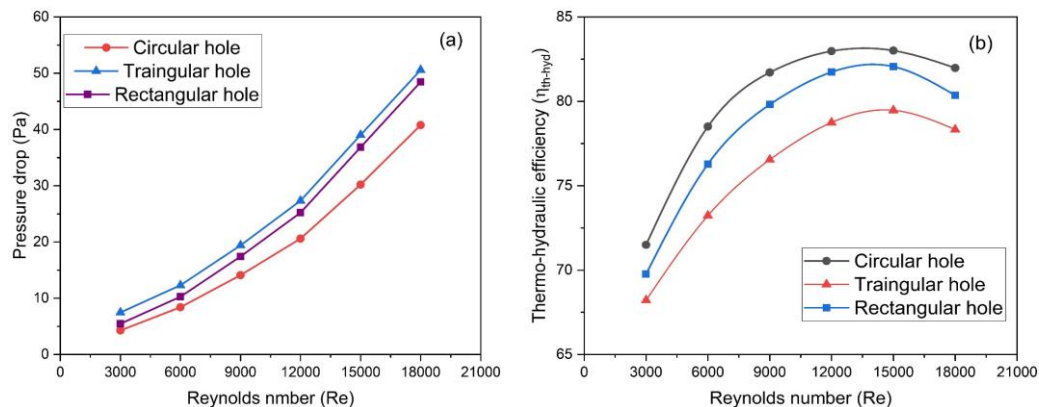 60
50
40
30
20
10
0
Pressure drop (Pa)
Circular hole
Traingular hole
Rectangular hole
(a)
0 3000 6000 9000 12000 15000 18000 21000
Reynolds nmber (Re)
85
80
75
70
65
Thermo-hydraulic efficiency (ηth-hyd)
(b)
Circular hole
Traingular hole
Rectangular hole
0 3000 6000 9000 12000 15000 18000 21000
Reynolds number (Re)